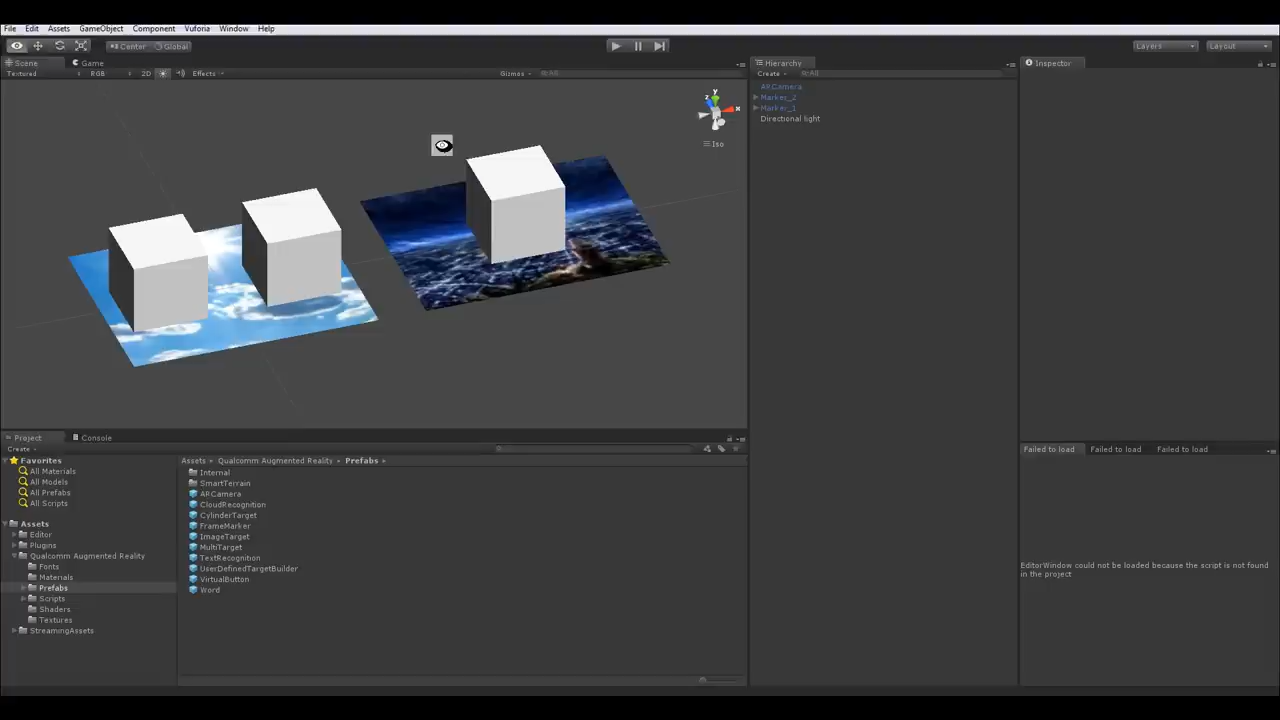 File Edit Assets GameObject Component Vuforia Window Help
Center Global Layers Layout
Scene Game Hierarchy Inspector
Textured RGB 2D Effects Gizmos All Create All
ARCamera
Marker_2
Marker_1
Directional light
y
z
x
Iso
Project Console
Create
Favorites
All Materials
All Models
All Prefabs
All Scripts
Assets
Editor
Plugins
Qualcomm Augmented Reality
Fonts
Materials
Prefabs
Scripts
Shaders
Textures
StreamingAssets
Assets Qualcomm Augmented Reality Prefabs
Internal
SmartTerrain
ARCamera
CloudRecognition
CylinderTarget
FrameMarker
ImageTarget
MultiTarget
TextRecognition
UserDefinedTargetBuilder
VirtualButton
Word
Failed to load Failed to load Failed to load
EditorWindow could not be loaded because the script is not found
in the project